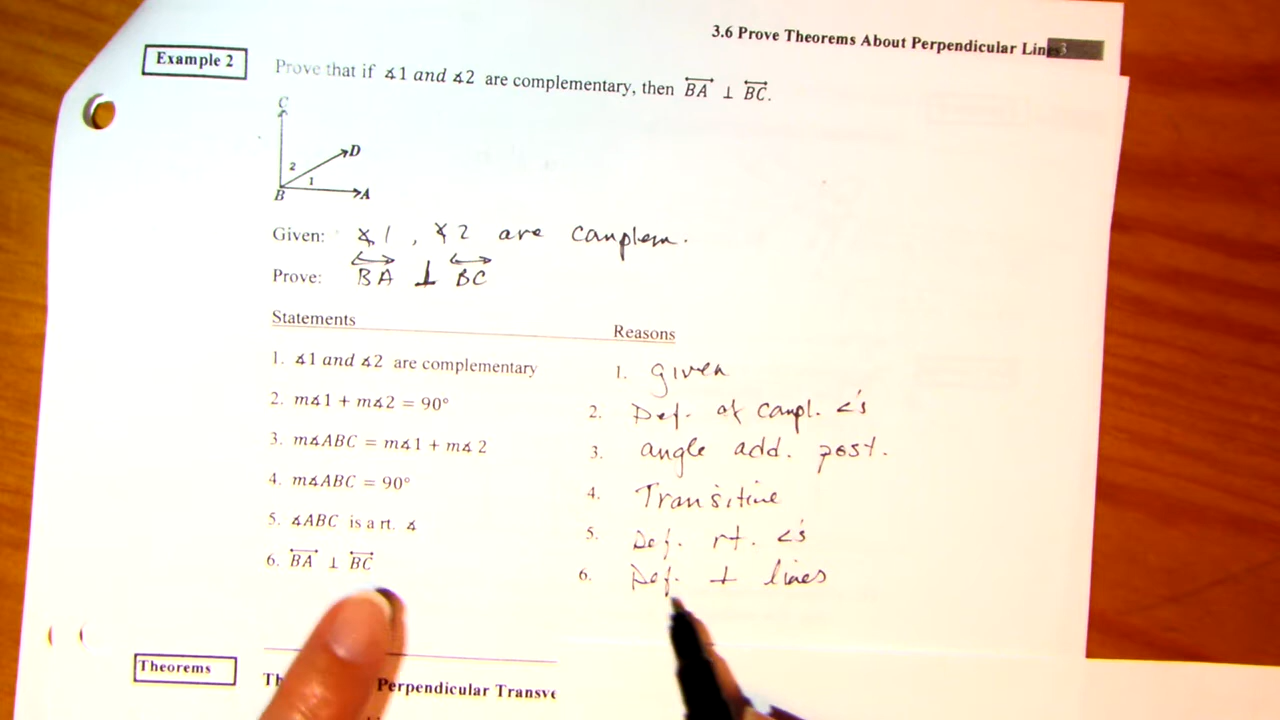 3.6 Prove Theorems About Perpendicular Lines 3
Example 2
Prove that if ∡1 and ∡2 are complementary, then BA ⊥ BC.
C
D
2
1
B
A
Given: ∡1, ∡2 are complem.
Prove: BA ⊥ BC
Statements
Reasons
1. ∡1 and ∡2 are complementary
1. given
2. m∡1 + m∡2 = 90°
2. Def. of compl. ∠'s
3. m∡ABC = m∡1 + m∡2
3. angle add. post.
4. m∡ABC = 90°
4. Transitive
5. ∡ABC is a rt. ∡
5. Def. rt. ∠'s
6. BA ⊥ BC
6. Def. ⊥ lines
Theorems
Perpendicular